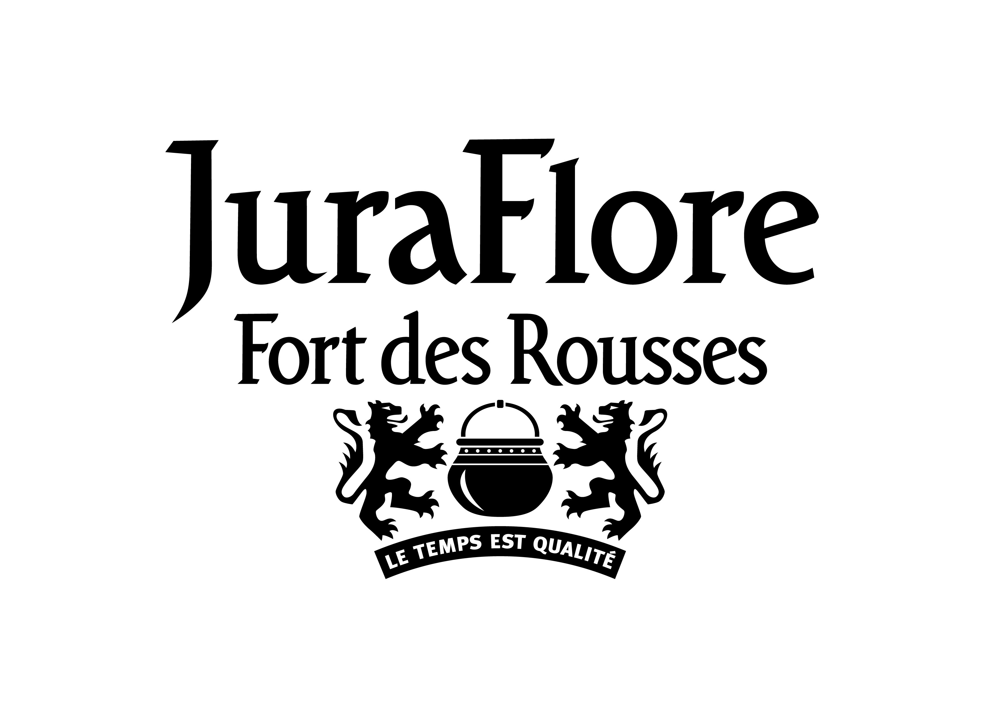 JuraFlore
Fort des Rousses
LE TEMPS EST QUALITÉ